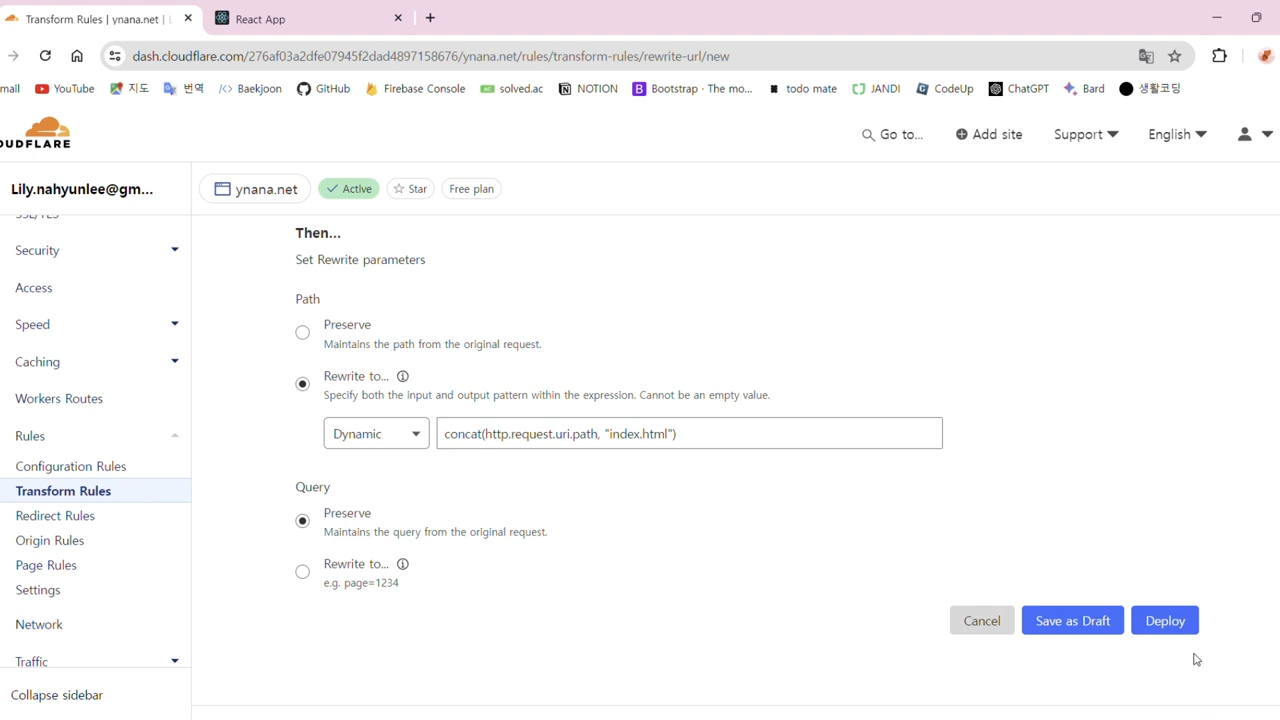 Transform Rules | ynana.net |
React App
dash.cloudflare.com/276af03a2dfe07945f2dad4897158676/ynana.net/rules/transform-rules/rewrite-url/new
mail
YouTube
지도
번역
</> Baekjoon
GitHub
Firebase Console
solved.ac
NOTION
Bootstrap · The mo...
todo mate
JANDI
CodeUp
ChatGPT
Bard
생활코딩
OUDFLARE
Go to...
Add site
Support
English
Lily.nahyunlee@gm...
ynana.net
Active
Star
Free plan
SSL/TLS
Security
Access
Speed
Caching
Workers Routes
Rules
Configuration Rules
Transform Rules
Redirect Rules
Origin Rules
Page Rules
Settings
Network
Traffic
Collapse sidebar
Then...
Set Rewrite parameters
Path
Preserve
Maintains the path from the original request.
Rewrite to...
Specify both the input and output pattern within the expression. Cannot be an empty value.
Dynamic
concat(http.request.uri.path, "index.html")
Query
Preserve
Maintains the query from the original request.
Rewrite to...
e.g. page=1234
Cancel
Save as Draft
Deploy